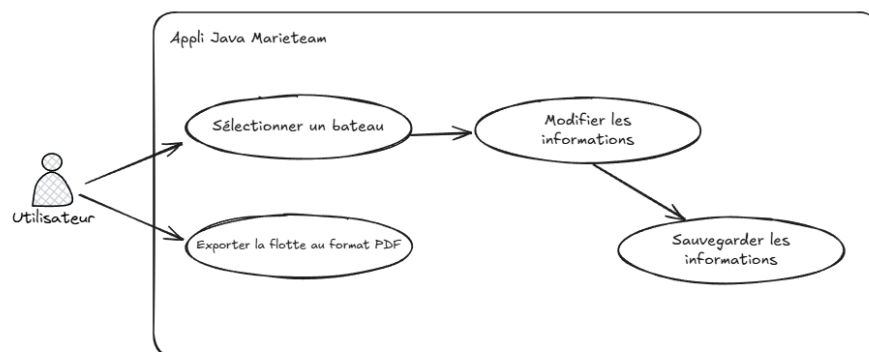 Appli Java Marieteam
Sélectionner un bateau
Modifier les
informations
Utilisateur
Exporter la flotte au format PDF
Sauvegarder les
informations